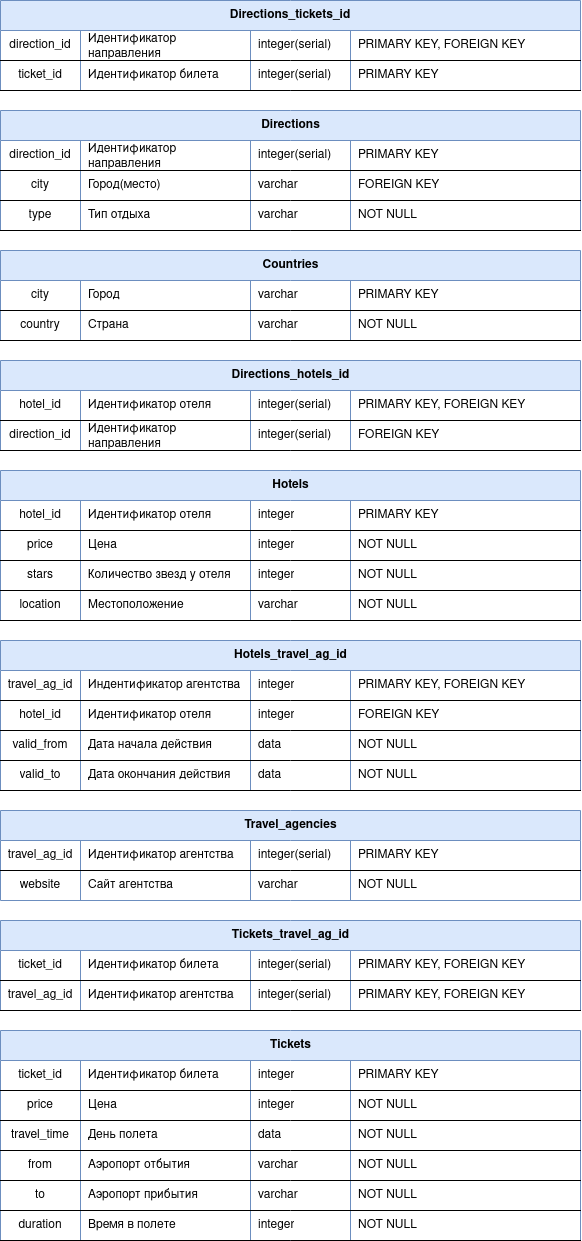 Directions_tickets_id
direction_id Идентификатор направления integer(serial) PRIMARY KEY, FOREIGN KEY
ticket_id Идентификатор билета integer(serial) PRIMARY KEY
Directions
direction_id Идентификатор направления integer(serial) PRIMARY KEY
city Город(место) varchar FOREIGN KEY
type Тип отдыха varchar NOT NULL
Countries
city Город varchar PRIMARY KEY
country Страна varchar NOT NULL
Directions_hotels_id
hotel_id Идентификатор отеля integer(serial) PRIMARY KEY, FOREIGN KEY
direction_id Идентификатор направления integer(serial) FOREIGN KEY
Hotels
hotel_id Идентификатор отеля integer PRIMARY KEY
price Цена integer NOT NULL
stars Количество звезд у отеля integer NOT NULL
location Местоположение varchar NOT NULL
Hotels_travel_ag_id
travel_ag_id Индентификатор агентства integer PRIMARY KEY, FOREIGN KEY
hotel_id Идентификатор отеля integer FOREIGN KEY
valid_from Дата начала действия data NOT NULL
valid_to Дата окончания действия data NOT NULL
Travel_agencies
travel_ag_id Идентификатор агентства integer(serial) PRIMARY KEY
website Сайт агентства varchar NOT NULL
Tickets_travel_ag_id
ticket_id Идентификатор билета integer(serial) PRIMARY KEY, FOREIGN KEY
travel_ag_id Идентификатор агентства integer(serial) PRIMARY KEY, FOREIGN KEY
Tickets
ticket_id Идентификатор билета integer PRIMARY KEY
price Цена integer NOT NULL
travel_time День полета data NOT NULL
from Аэропорт отбытия varchar NOT NULL
to Аэропорт прибытия varchar NOT NULL
duration Время в полете integer NOT NULL